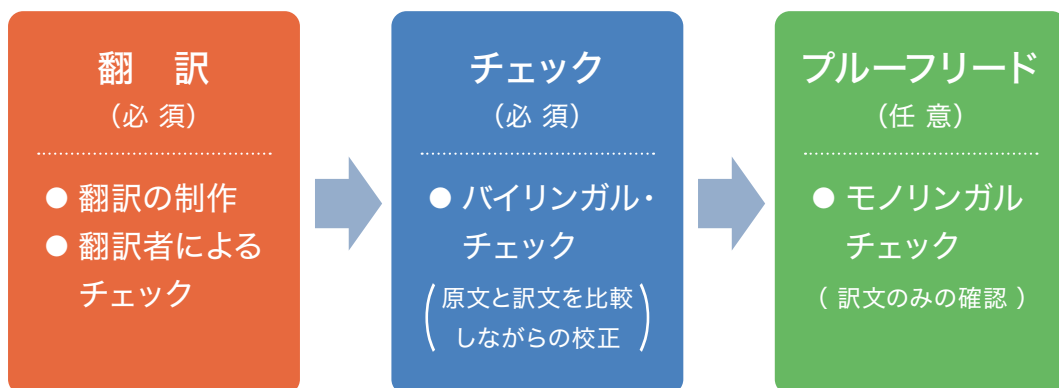 翻　訳
（必 須）
● 翻訳の制作
● 翻訳者による
チェック
チェック
（必 須）
● バイリンガル・
チェック
（原文と訳文を比較
しながらの校正）
プルーフリード
（任 意）
● モノリンガル
チェック
（ 訳文のみの確認 ）